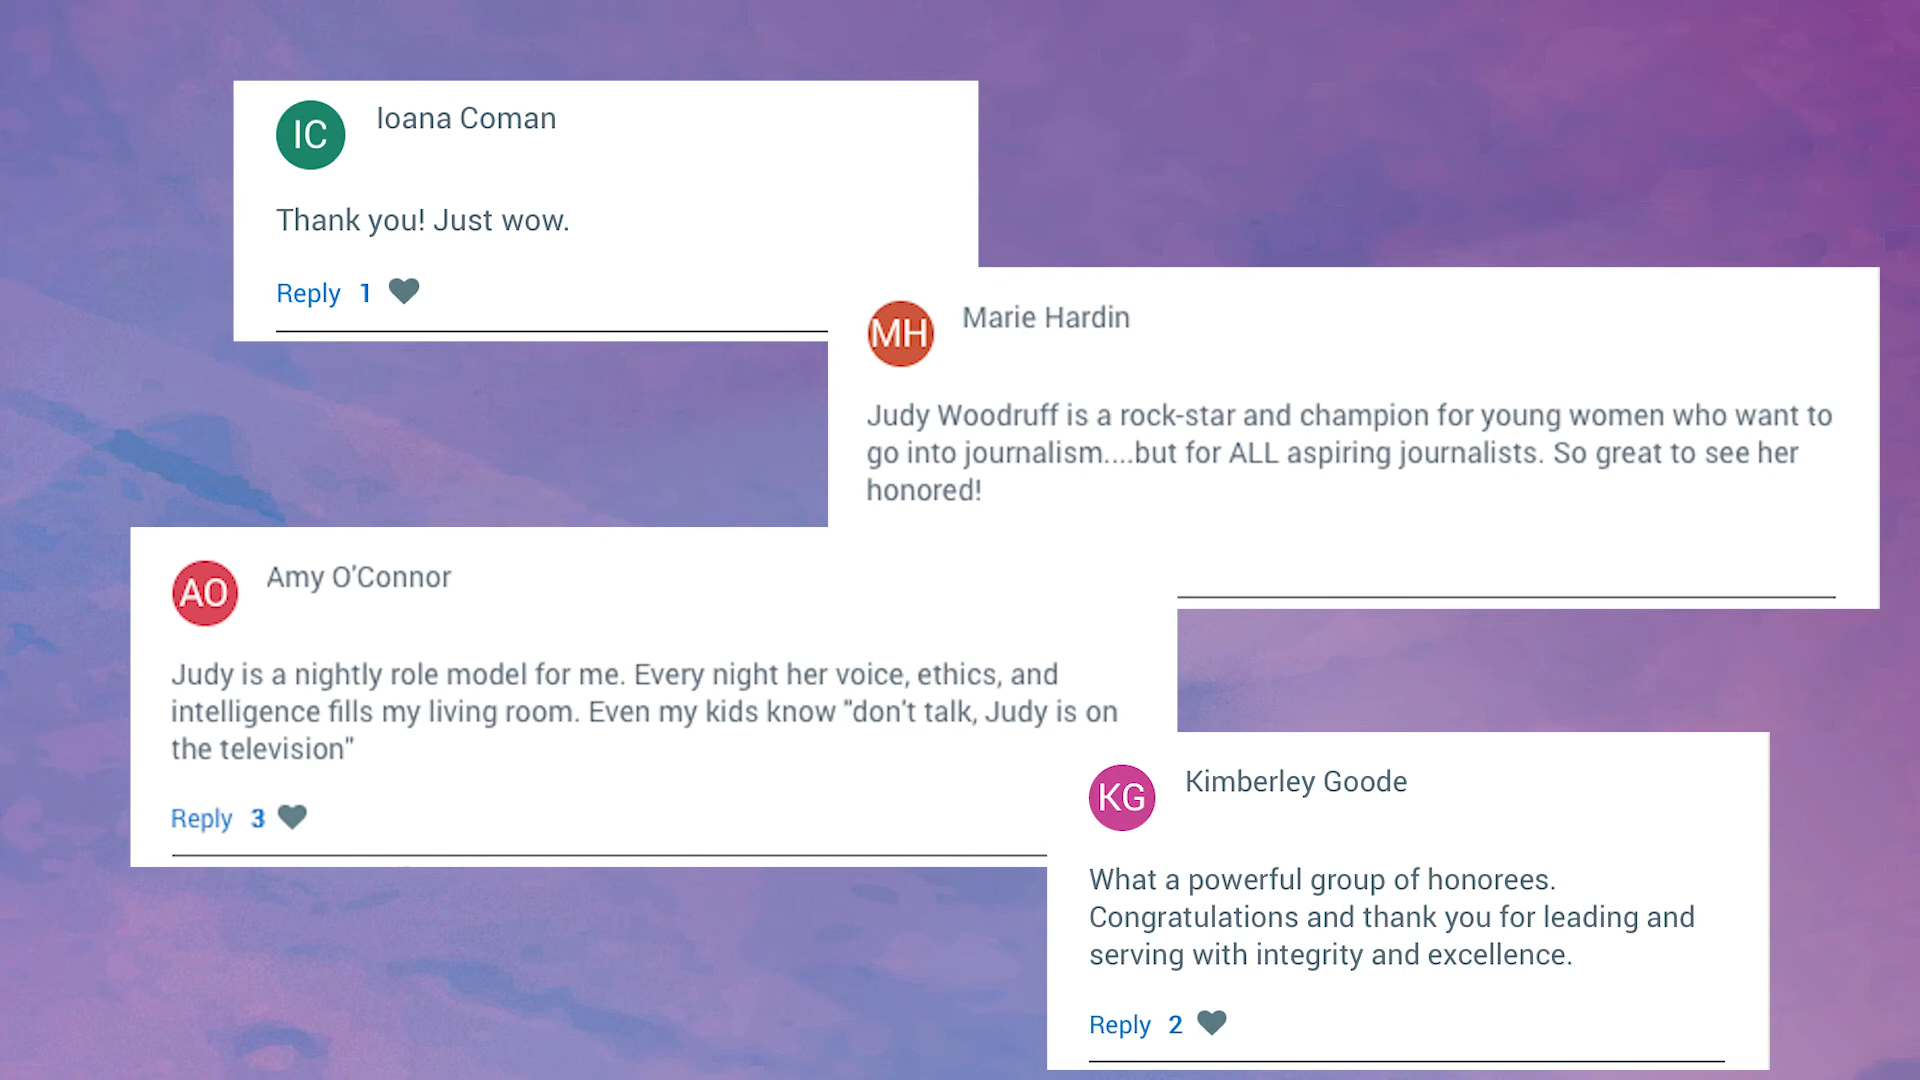 IC
Ioana Coman
Thank you! Just wow.
Reply 1
MH
Marie Hardin
Judy Woodruff is a rock-star and champion for young women who want to
go into journalism....but for ALL aspiring journalists. So great to see her
honored!
AO
Amy O'Connor
Judy is a nightly role model for me. Every night her voice, ethics, and
intelligence fills my living room. Even my kids know "don't talk, Judy is on
the television"
Reply 3
KG
Kimberley Goode
What a powerful group of honorees.
Congratulations and thank you for leading and
serving with integrity and excellence.
Reply 2